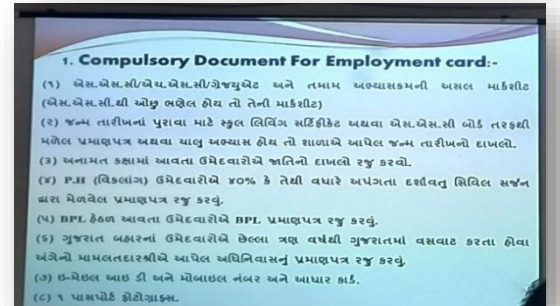 1. Compulsory Document For Employment card:-
(૧) એસ.એસ.સી/એચ.એસ.સી/ગ્રેજયુએટ અને તમામ અભ્યાસક્રમની અસલ માર્કશીટ
(એસ.એસ.સી.થી ઓછુ ભણેલ હોય તો તેની માર્કશીટ)
(૨) જન્મ તારીખનાં પુરાવા માટે સ્કુલ લિવિંગ સર્ટિફીકેટ અથવા એસ.એસ.સી બોર્ડ તરફથી
મળેલ પ્રમાણપત્ર અથવા ચાલુ અભ્યાસ હોય તો શાળાએ આપેલ જન્મ તારીખનો દાખલો.
(૩) અનામત કક્ષામાં આવતા ઉમેદવારોએ જાતિનો દાખલો રજુ કરવો.
(૪) P.H (વિકલાંગ) ઉમેદવારોએ ૪૦% કે તેથી વધારે અપંગતા દર્શાવતુ સિવિલ સર્જન
દ્વારા મેળવેલ પ્રમાણપત્ર રજુ કરવું.
(૫) BPL હેઠળ આવતા ઉમેદવારોએ BPL પ્રમાણપત્ર રજુ કરવું.
(૬) ગુજરાત બહારનાં ઉમેદવારોએ છેલ્લા ત્રણ વર્ષથી ગુજરાતમાં વસવાટ કરતા હોવા
અંગેનો મામલતદારશ્રીએ આપેલ અધિનિવાસનું પ્રમાણપત્ર રજુ કરવું.
(૭) ઇ-મેઇલ આઇ ડી અને મોબાઇલ નંબર અને આધાર કાર્ડ.
(૮) ૧ પાસપોર્ટ ફોટોગ્રાફ્સ.